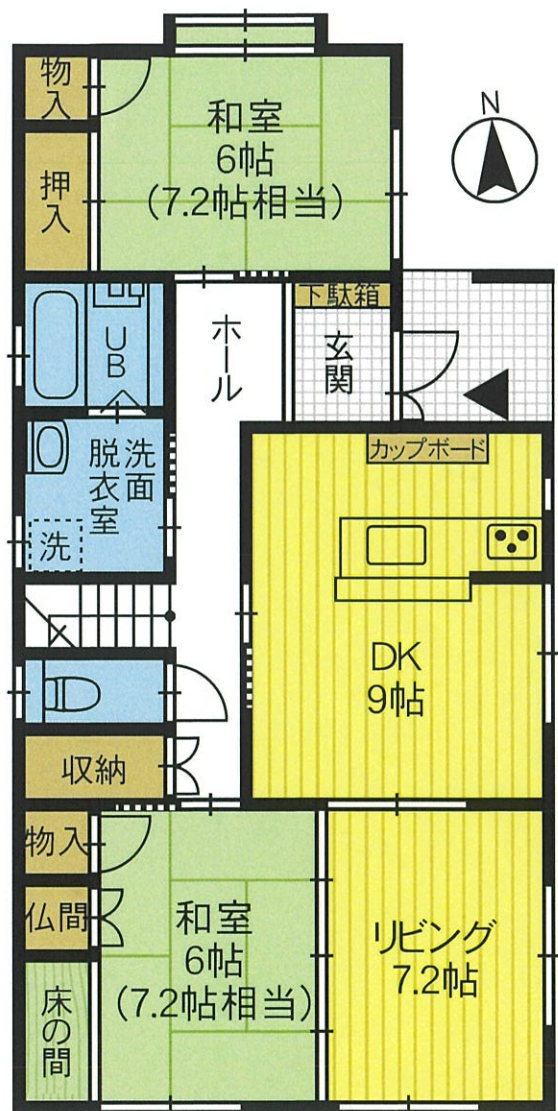 物入
和室
6帖
(7.2帖相当)
押入
N
下駄箱
玄関
ホール
UB
洗面
脱衣室
洗
カップボード
DK
9帖
収納
物入
仏間
床の間
和室
6帖
(7.2帖相当)
リビング
7.2帖